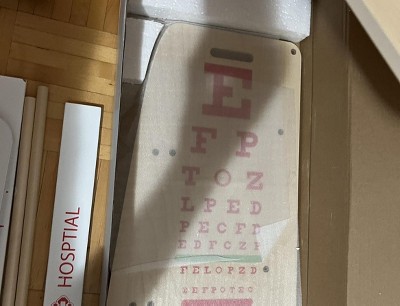 E
F P
T O Z
L P E D
P E C F D
E D F C Z P
F E L O P Z D
D E F P O T E C
HOSPTIAL